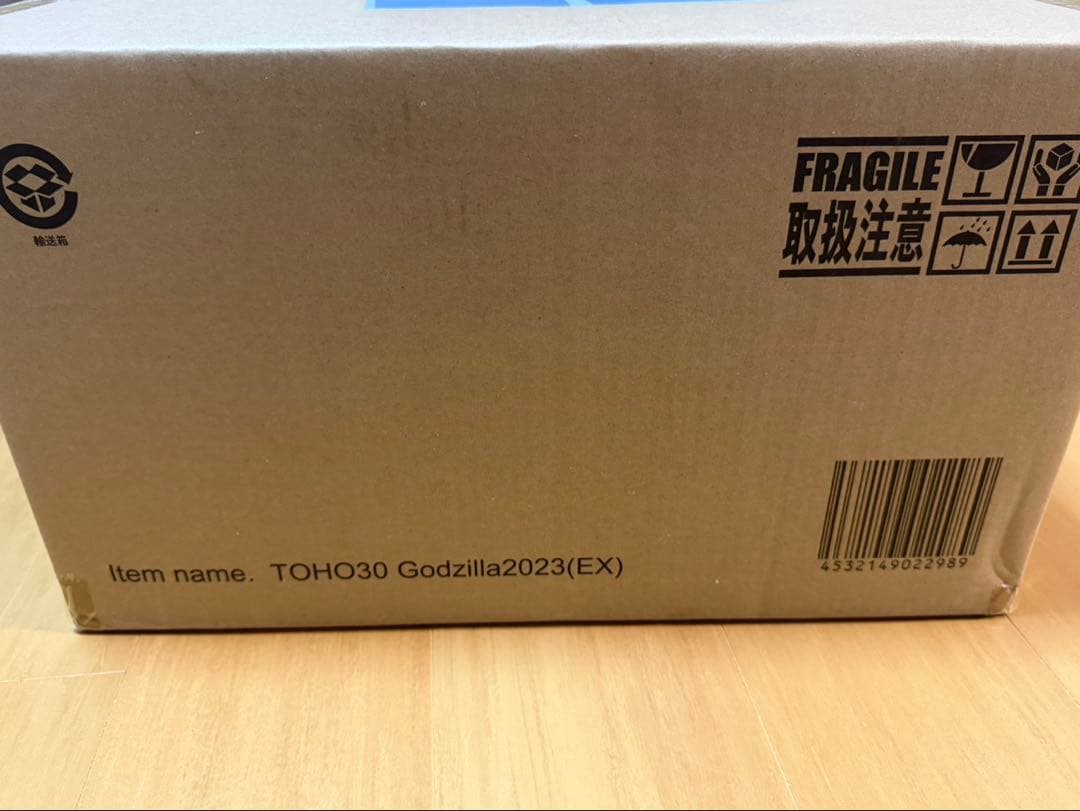 FRAGILE
取扱注意
輸送箱
Item name. TOHO30 Godzilla2023(EX)
4532149022989